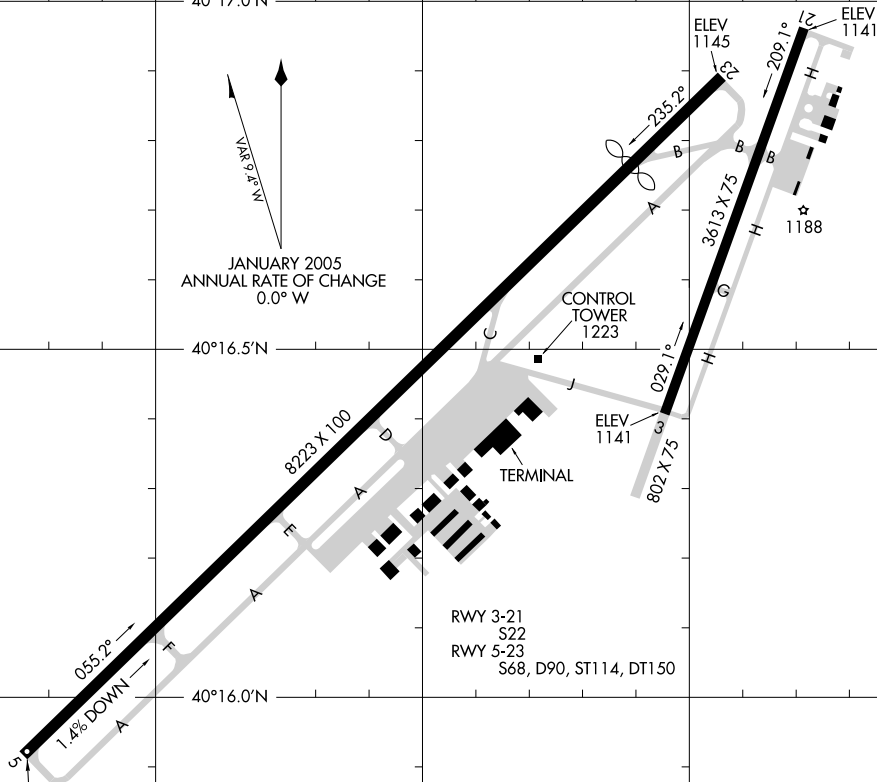 40°17.0'N
ELEV
1145
23
235.2°
21
ELEV
1141
209.1°
H
VAR 9.4° W
B
B
B
A
3613 X 75
H
1188
JANUARY 2005
ANNUAL RATE OF CHANGE
0.0° W
CONTROL
TOWER
1223
G
C
40°16.5'N
029.1°
H
J
ELEV
1141
3
802 X 75
8223 X 100
D
TERMINAL
A
E
A
RWY 3-21
S22
RWY 5-23
S68, D90, ST114, DT150
055.2°
F
1.4% DOWN
40°16.0'N
A
5